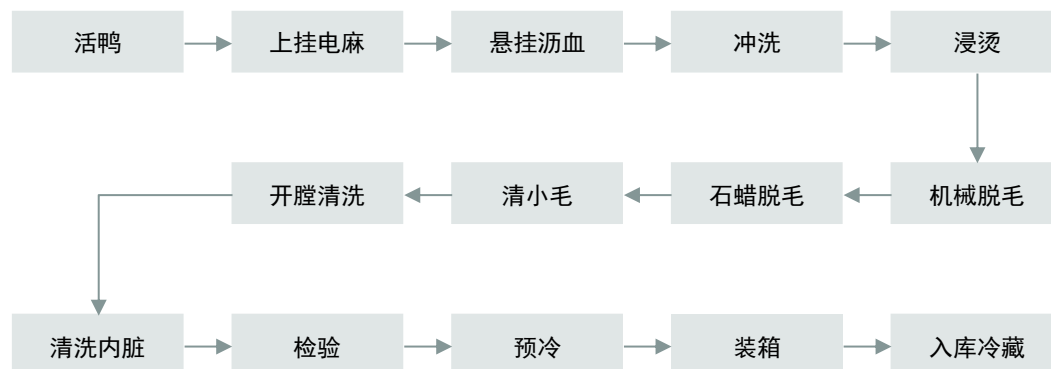 活鸭
上挂电麻
悬挂沥血
冲洗
浸烫
机械脱毛
石蜡脱毛
清小毛
开膛清洗
清洗内脏
检验
预冷
装箱
入库冷藏